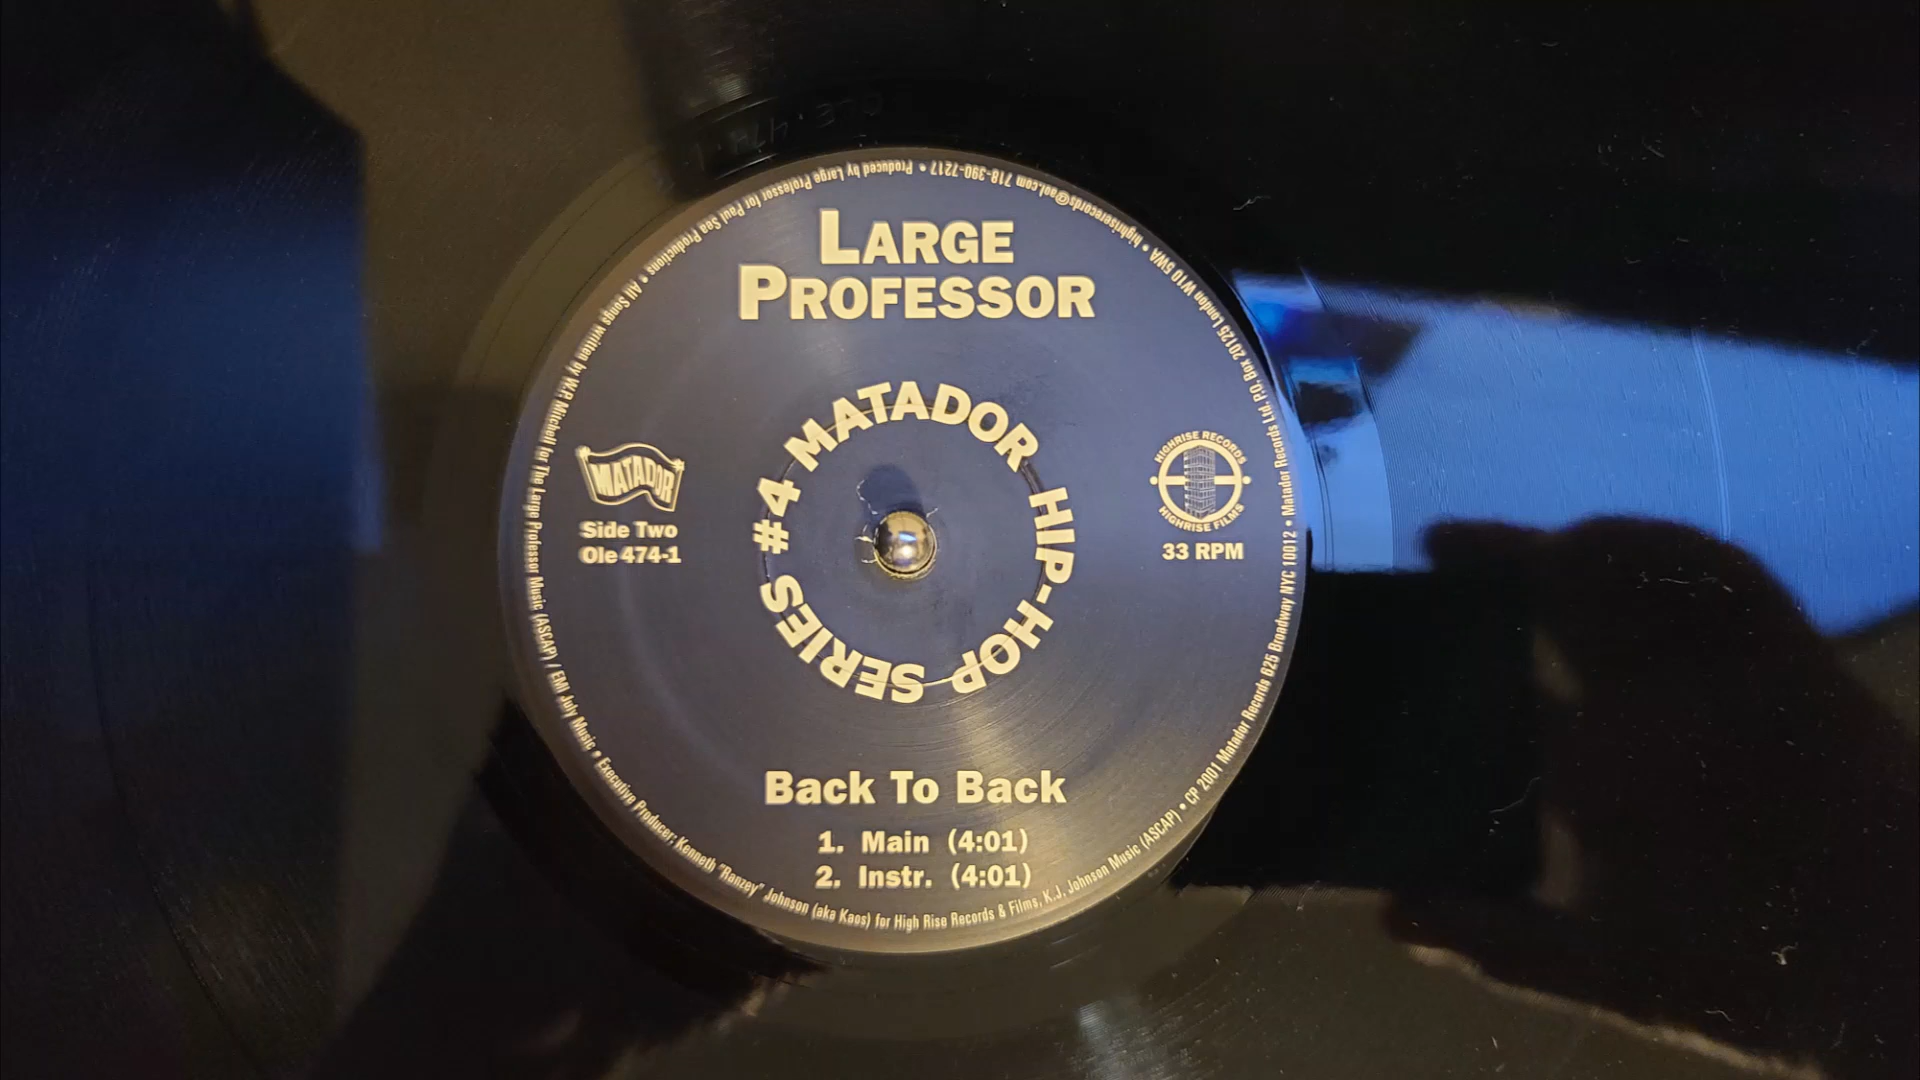 LARGE
PROFESSOR
#4 MATADOR HIP-HOP SERIES
MATADOR
Side Two
Ole 474-1
HIGHRISE RECORDS
HIGHRISE FILMS
33 RPM
Back To Back
1. Main (4:01)
2. Instr. (4:01)
Produced by Large Professor for Paul Sea Productions • All Songs written by W.P. Mitchell for The Large Professor Music (ASCAP) / EMI July Music • Executive Producer: Kenneth "Ranzey" Johnson (aka Kaos) for High Rise Records & Films, K.J. Johnson Music (ASCAP) • CP 2001 Matador Records 625 Broadway NYC 10012 • Matador Records Ltd. P.O. Box 20125 London W10 5WA • highriserecords@aol.com 718-390-7217 •